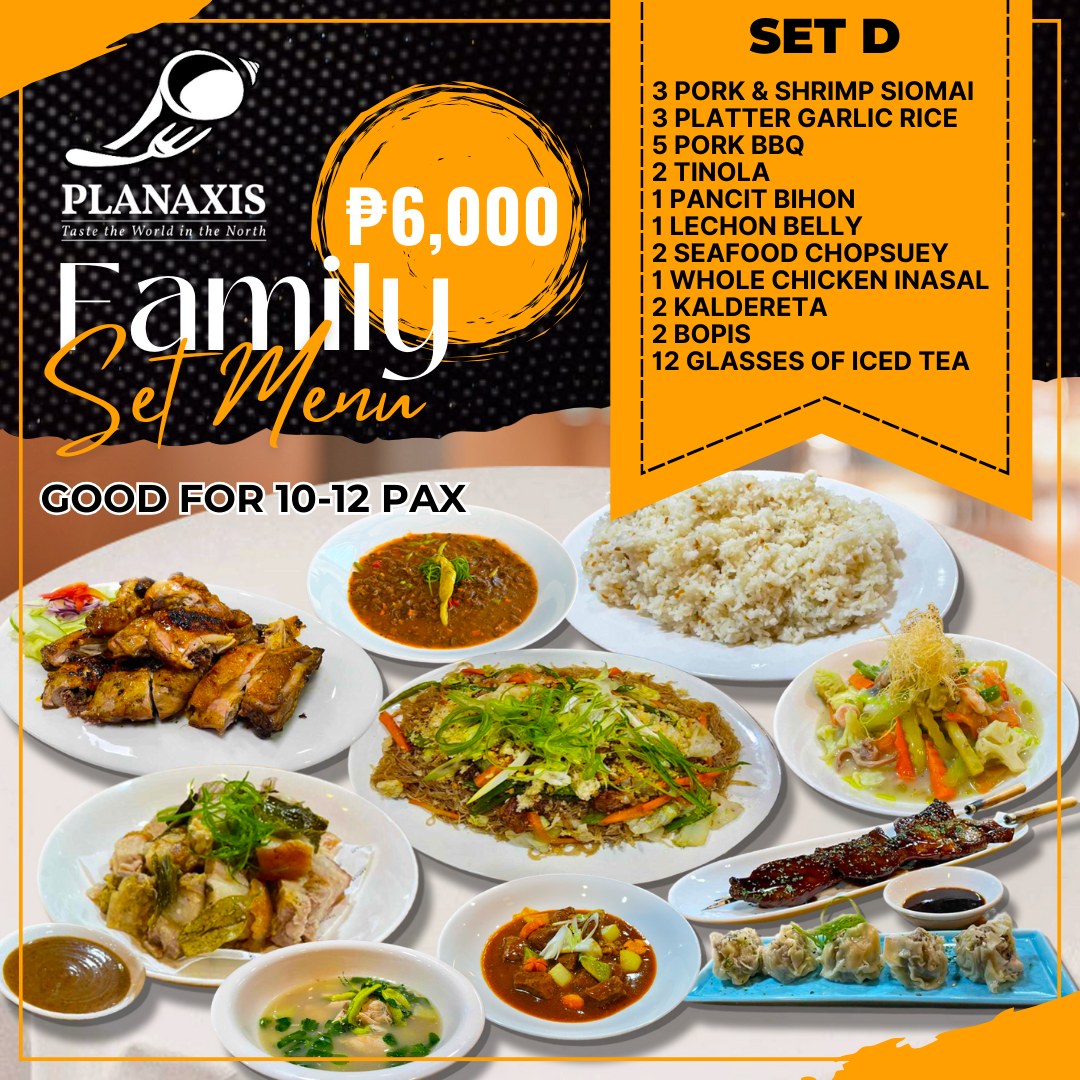 PLANAXIS
Taste the World in the North
₱6,000
Family
Set Menu
GOOD FOR 10-12 PAX
SET D
3 PORK & SHRIMP SIOMAI
3 PLATTER GARLIC RICE
5 PORK BBQ
2 TINOLA
1 PANCIT BIHON
1 LECHON BELLY
2 SEAFOOD CHOPSUEY
1 WHOLE CHICKEN INASAL
2 KALDERETA
2 BOPIS
12 GLASSES OF ICED TEA